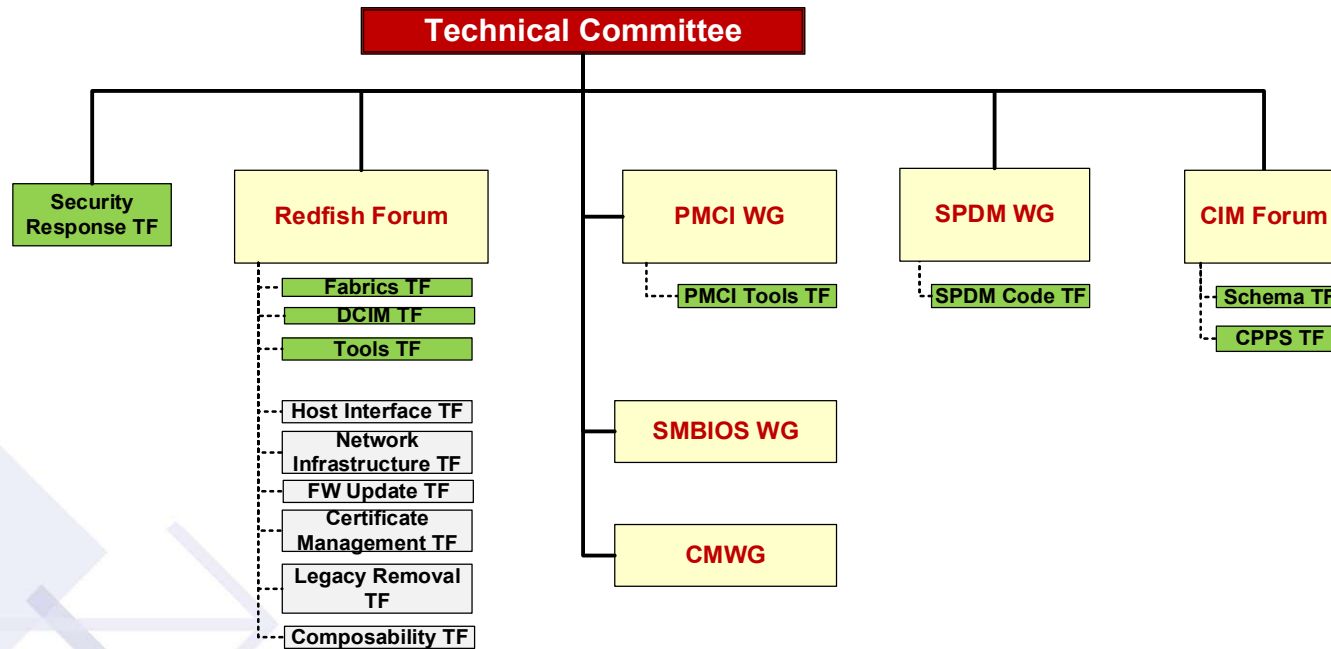 Technical Committee
Security
Response TF
Redfish Forum
Fabrics TF
DCIM TF
Tools TF
Host Interface TF
Network
Infrastructure TF
FW Update TF
Certificate
Management TF
Legacy Removal
TF
Composability TF
PMCI WG
PMCI Tools TF
SMBIOS WG
CMWG
SPDM WG
SPDM Code TF
CIM Forum
Schema TF
CPPS TF